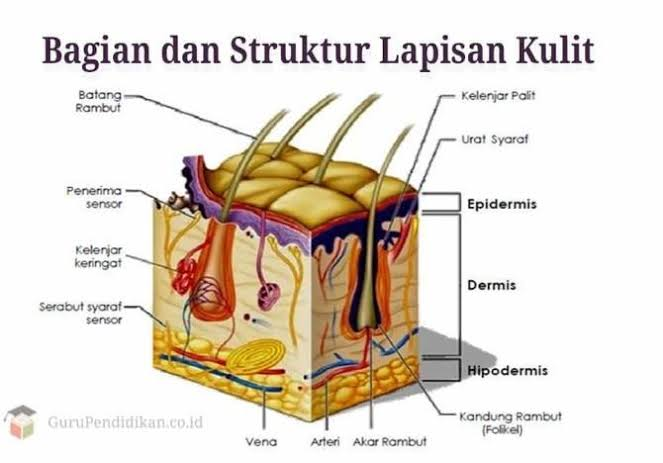 Bagian dan Struktur Lapisan Kulit
Batang
Rambut
Kelenjar Palit
Urat Syaraf
Penerima
sensor
Epidermis
Kelenjar
keringat
Dermis
Serabut syaraf
sensor
Hipodermis
Kandung Rambut
(Folikel)
GuruPendidikan.co.id
Vena
Arteri
Akar Rambut